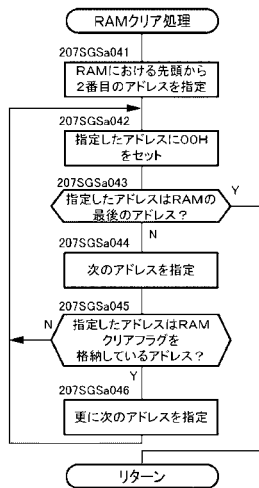 RAMクリア処理
207SGSa041
RAMにおける先頭から
2番目のアドレスを指定
207SGSa042
指定したアドレスに00H
をセット
207SGSa043
指定したアドレスはRAMの
最後のアドレス？
Y
N
207SGSa044
次のアドレスを指定
207SGSa045
N
指定したアドレスはRAM
クリアフラグを
格納しているアドレス？
Y
207SGSa046
更に次のアドレスを指定
リターン